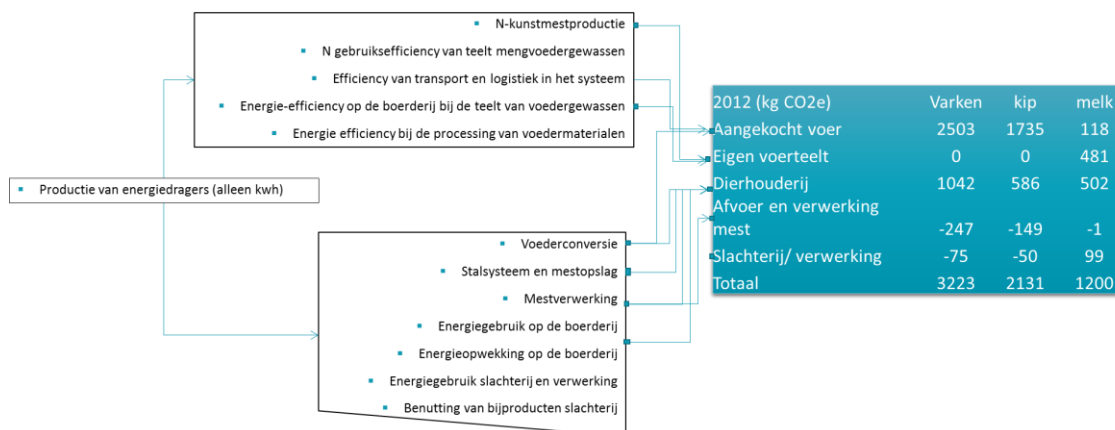 N-kunstmestproductie
N gebruiksefficiency van teelt mengvoedergewassen
Efficiency van transport en logistiek in het systeem
Energie-efficiency op de boerderij bij de teelt van voedergewassen
Energie efficiency bij de processing van voedermaterialen
Productie van energiedragers (alleen kwh)
Voederconversie
Stalsysteem en mestopslag
Mestverwerking
Energiegebruik op de boerderij
Energieopwekking op de boerderij
Energiegebruik slachterij en verwerking
Benutting van bijproducten slachterij
2012 (kg CO2e) Varken kip melk
Aangekocht voer 2503 1735 118
Eigen voerteelt 0 0 481
Dierhouderij 1042 586 502
Afvoer en verwerking
mest -247 -149 -1
Slachterij/ verwerking -75 -50 99
Totaal 3223 2131 1200